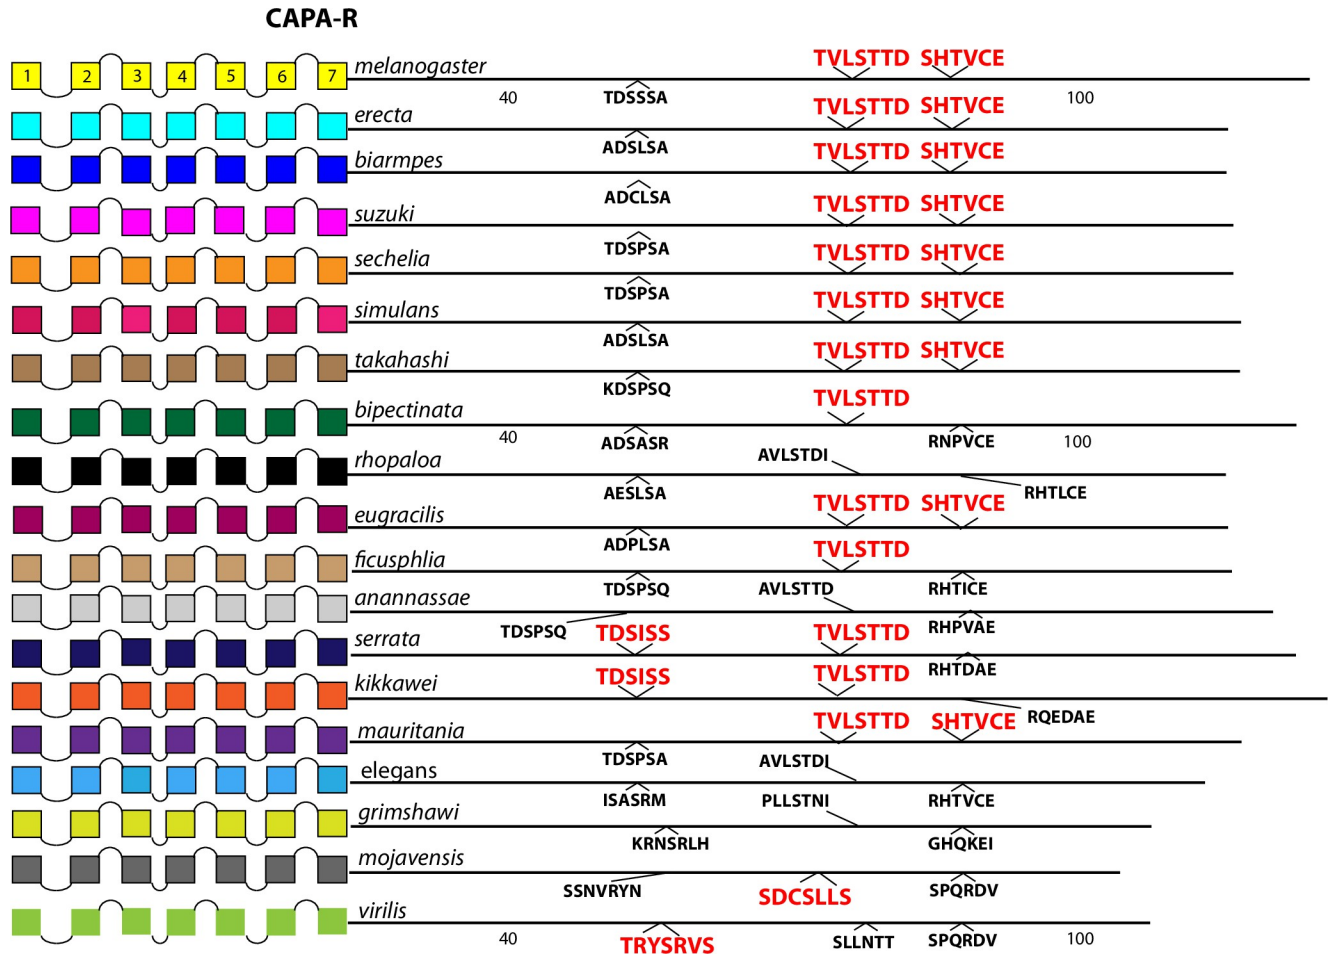 CAPA-R
1 2 3 4 5 6 7 melanogaster TVLSTTD SHTVCE
40 TDSSSA 100
erecta TVLSTTD SHTVCE
ADSLSA
biarmpes TVLSTTD SHTVCE
ADCLSA
suzuki TVLSTTD SHTVCE
TDSPSA
sechelia TVLSTTD SHTVCE
TDSPSA
simulans TVLSTTD SHTVCE
ADSLSA
takahashi TVLSTTD SHTVCE
KDSPSQ
bipectinata TVLSTTD
40 ADSASR RNPVCE 100
rhopaloa AVLSTDI
AESLSA RHTLCE
eugracilis TVLSTTD SHTVCE
ADPLSA
ficusphlia TVLSTTD
TDSPSQ AVLSTTD RHTICE
anannassae
TDSPSQ RHPVAE
serrata TDSISS TVLSTTD
RHTDAE
kikkawei TDSISS TVLSTTD
RQEDAE
mauritania TVLSTTD SHTVCE
TDSPSA AVLSTDI
elegans
ISASRM PLLSTNI RHTVCE
grimshawi
KRNSRLH GHQKEI
mojavensis
SSNVRYN SDCSLLS SPQRDV
virilis
40 TRYSRVS SLLNTT SPQRDV 100